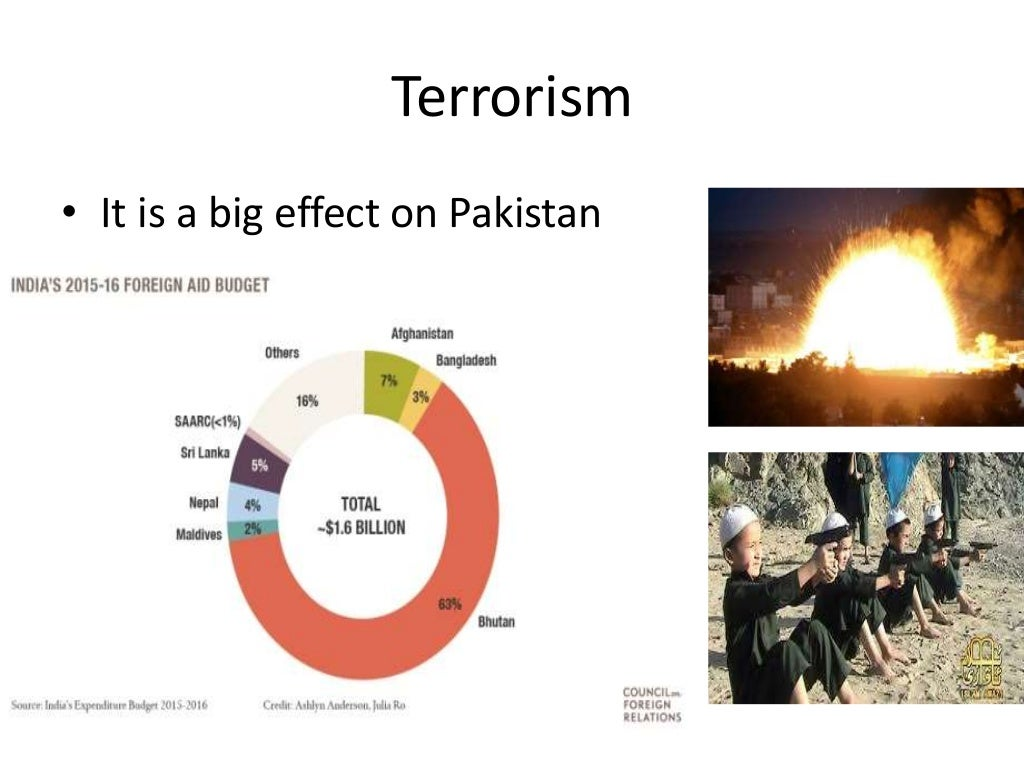 Terrorism
• It is a big effect on Pakistan
INDIA'S 2015-16 FOREIGN AID BUDGET
Afghanistan
Others
Bangladesh
7%
3%
16%
SAARC(<1%)
Sri Lanka
5%
Nepal
4%
TOTAL
~$1.6 BILLION
2%
Maldives
63%
Bhutan
Source: India's Expenditure Budget 2015-2016
Credit: Ashlyn Anderson, Julia Ro
COUNCIL on
FOREIGN
RELATIONS